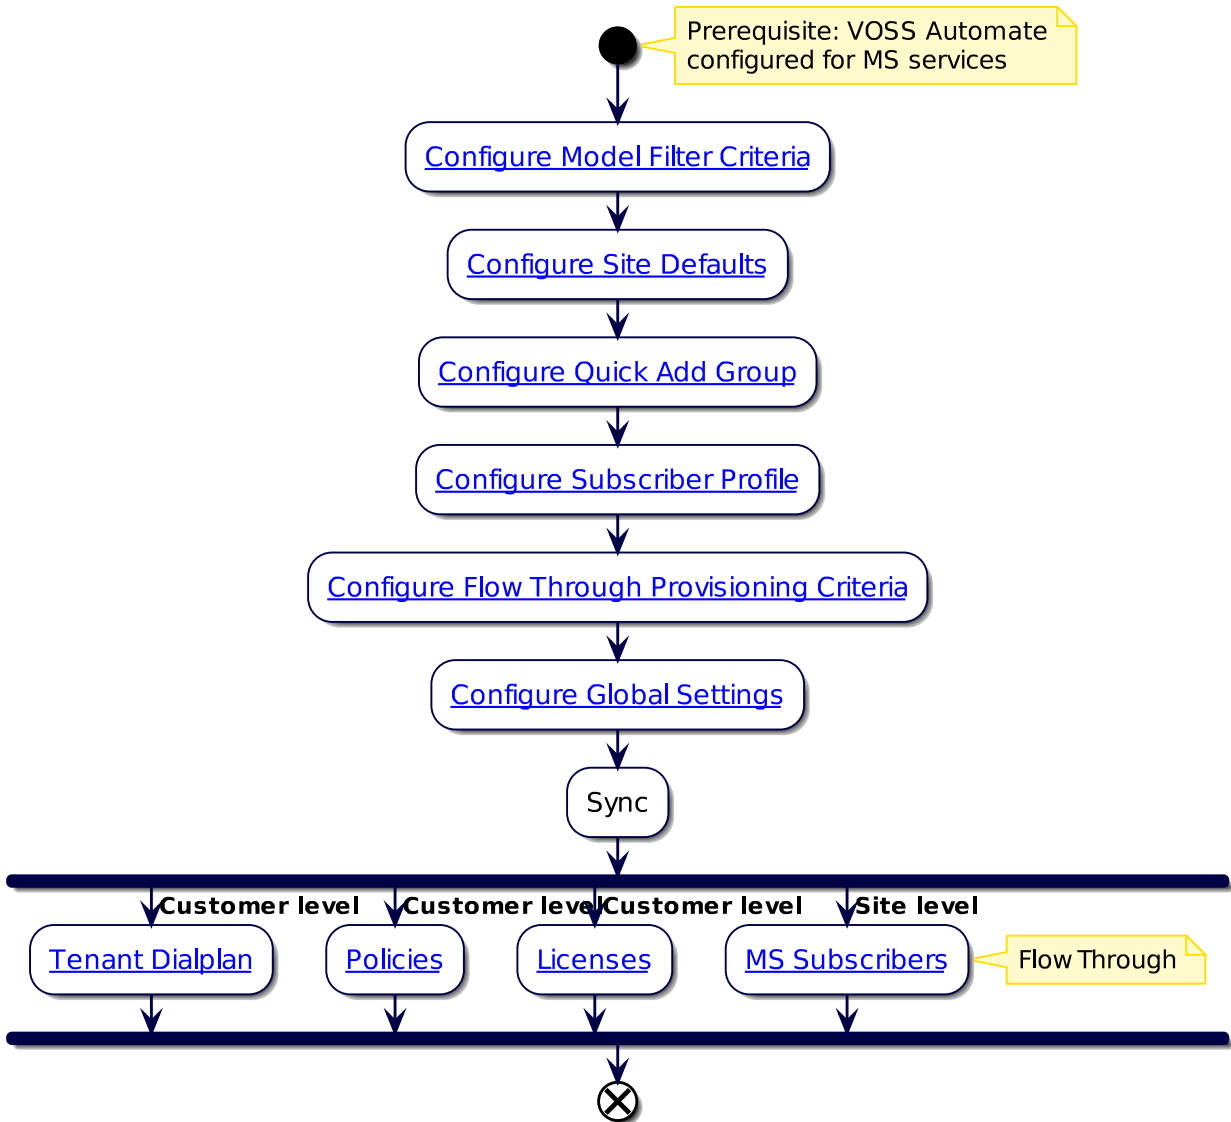 Prerequisite: VOSS Automate
configured for MS services
Configure Model Filter Criteria
Configure Site Defaults
Configure Quick Add Group
Configure Subscriber Profile
Configure Flow Through Provisioning Criteria
Configure Global Settings
Sync
Customer level
Customer level
Customer level
Site level
Tenant Dialplan
Policies
Licenses
MS Subscribers
Flow Through